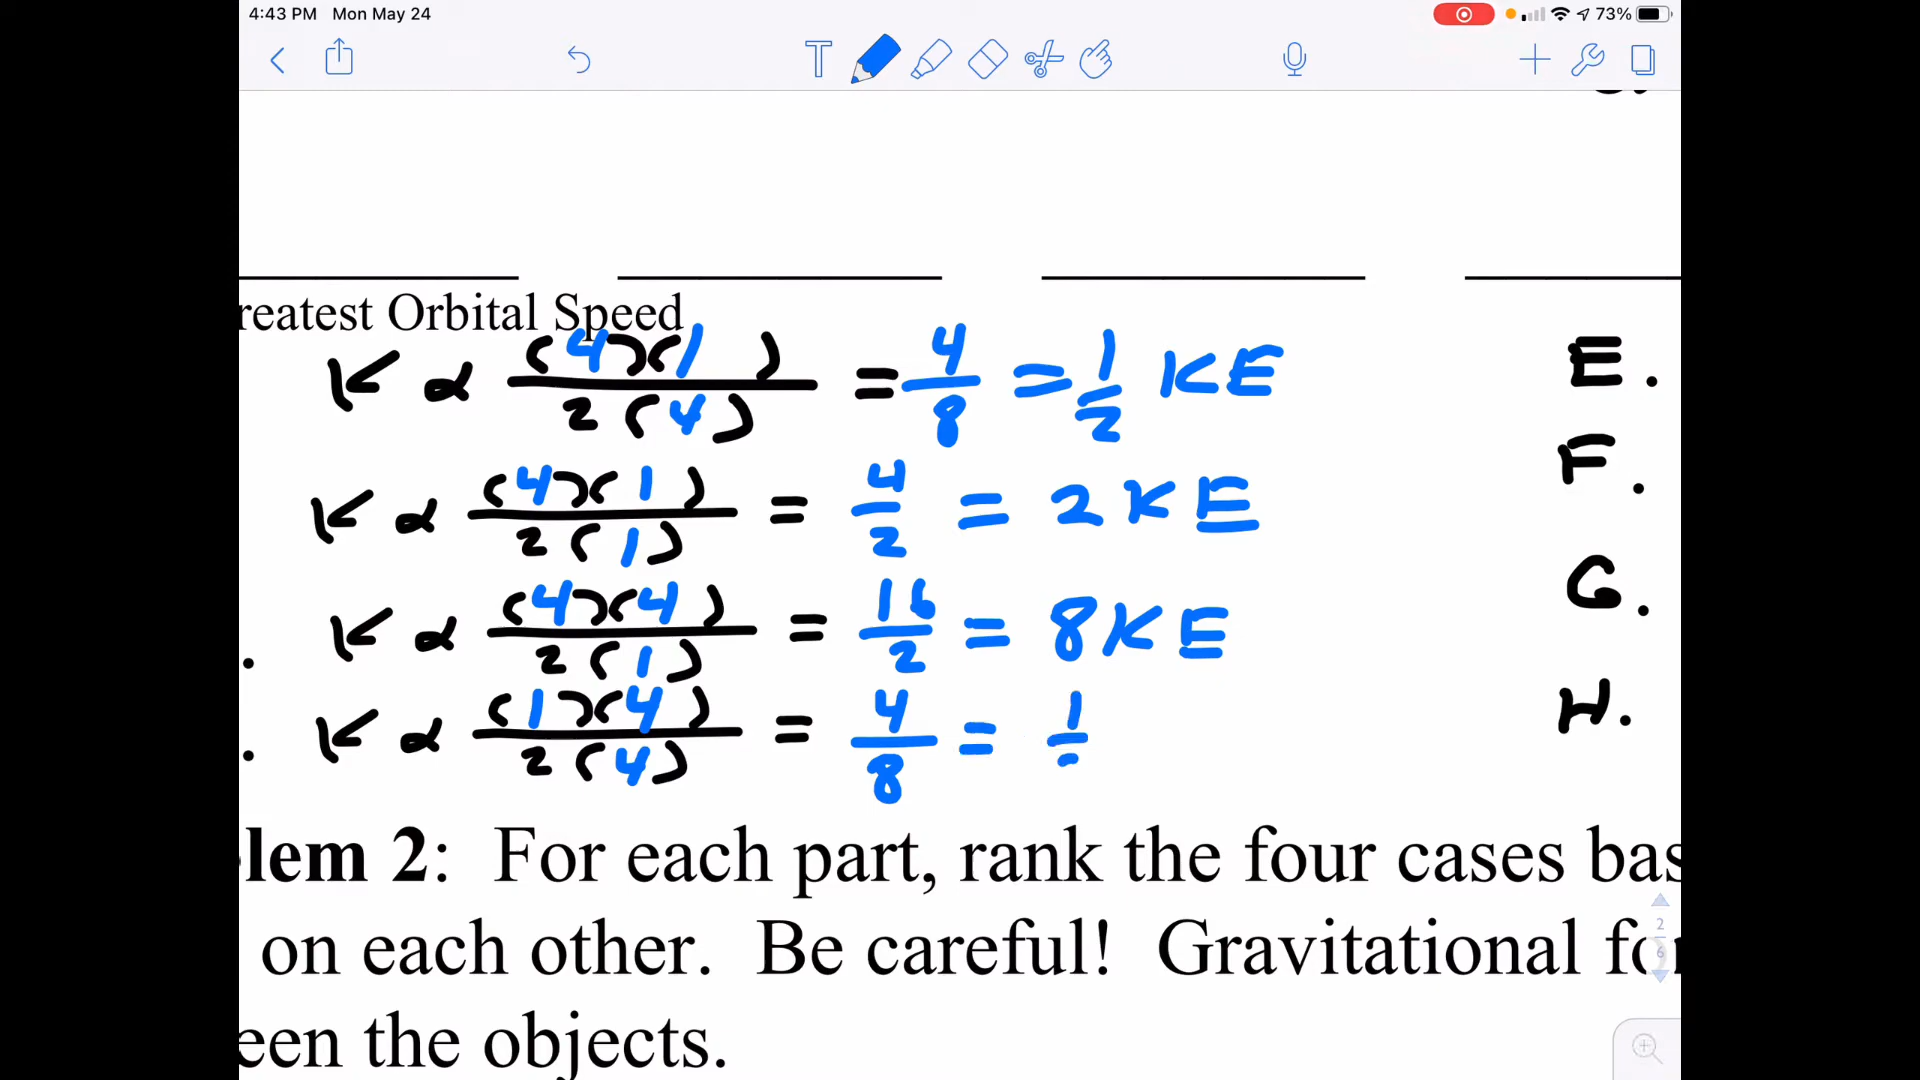 4:43 PM Mon May 24 73%
T
reatest Orbital Speed
K α (4)(1) / 2(4) = 4/8 = 1/2 KE
E.
K α (4)(1) / 2(1) = 4/2 = 2KE
F.
K α (4)(4) / 2(1) = 16/2 = 8KE
G.
K α (1)(4) / 2(4) = 4/8 = 1/
H.
lem 2: For each part, rank the four cases bas
on each other. Be careful! Gravitational for
2
6
een the objects.